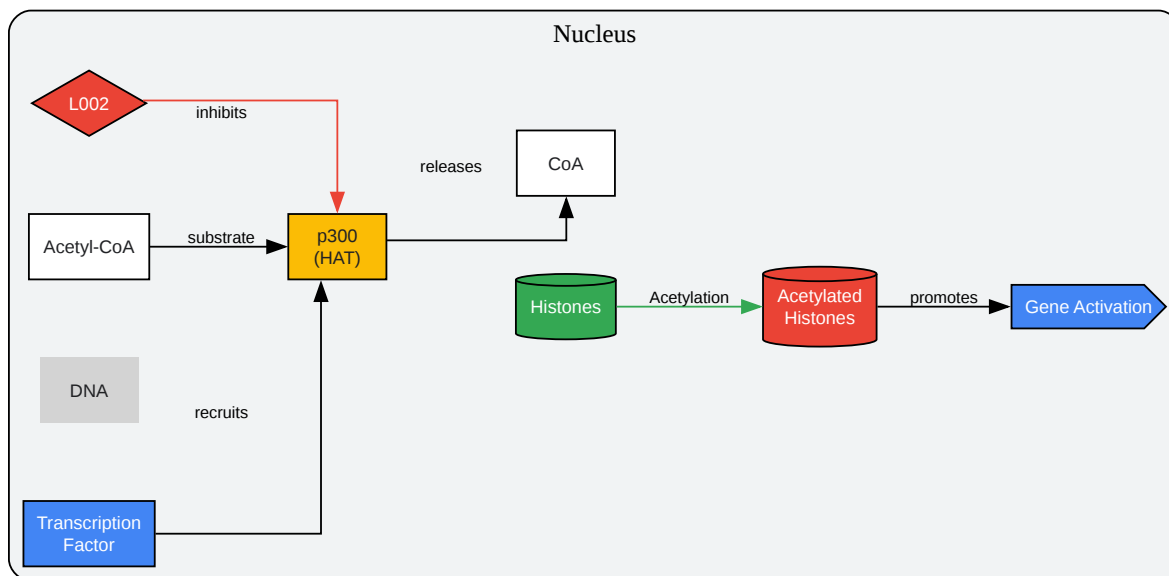 Nucleus
L002
inhibits
releases
CoA
Acetyl-CoA
substrate
p300
(HAT)
Histones
Acetylation
Acetylated
Histones
promotes
Gene Activation
DNA
recruits
Transcription
Factor